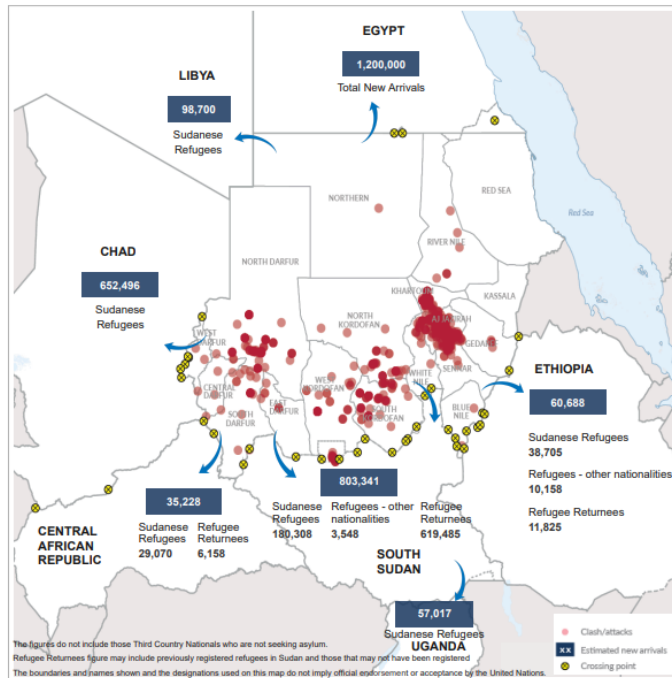 EGYPT
1,200,000
Total New Arrivals
LIBYA
98,700
Sudanese
Refugees
NORTHERN
RED SEA
Red Sea
RIVER NILE
NORTH DARFUR
CHAD
652,496
Sudanese
Refugees
KHARTOUM
KASSALA
AJ JAZIRAH
NORTH
KORDOFAN
WEST
DARFUR
GEDAREF
SENNAR
WHITE
NILE
WEST
KORDOFAN
CENTRAL
DARFUR
EAST
DARFUR
SOUTH
KORDOFAN
BLUE
NILE
SOUTH
DARFUR
ETHIOPIA
60,688
Sudanese Refugees
38,705
Refugees - other nationalities
10,158
Refugee Returnees
11,825
803,341
Sudanese
Refugees
180,308
Refugees - other
nationalities
3,548
Refugee
Returnees
619,485
35,228
Sudanese
Refugees
29,070
Refugee
Returnees
6,158
CENTRAL
AFRICAN
REPUBLIC
SOUTH
SUDAN
57,017
Sudanese Refugees
UGANDA
Clash/attacks
xx Estimated new arrivals
Crossing point
The figures do not include those Third Country Nationals who are not seeking asylum.
Refugee Returnees figure may include previously registered refugees in Sudan and those that may not have been registered
The boundaries and names shown and the designations used on this map do not imply official endorsement or acceptance by the United Nations.